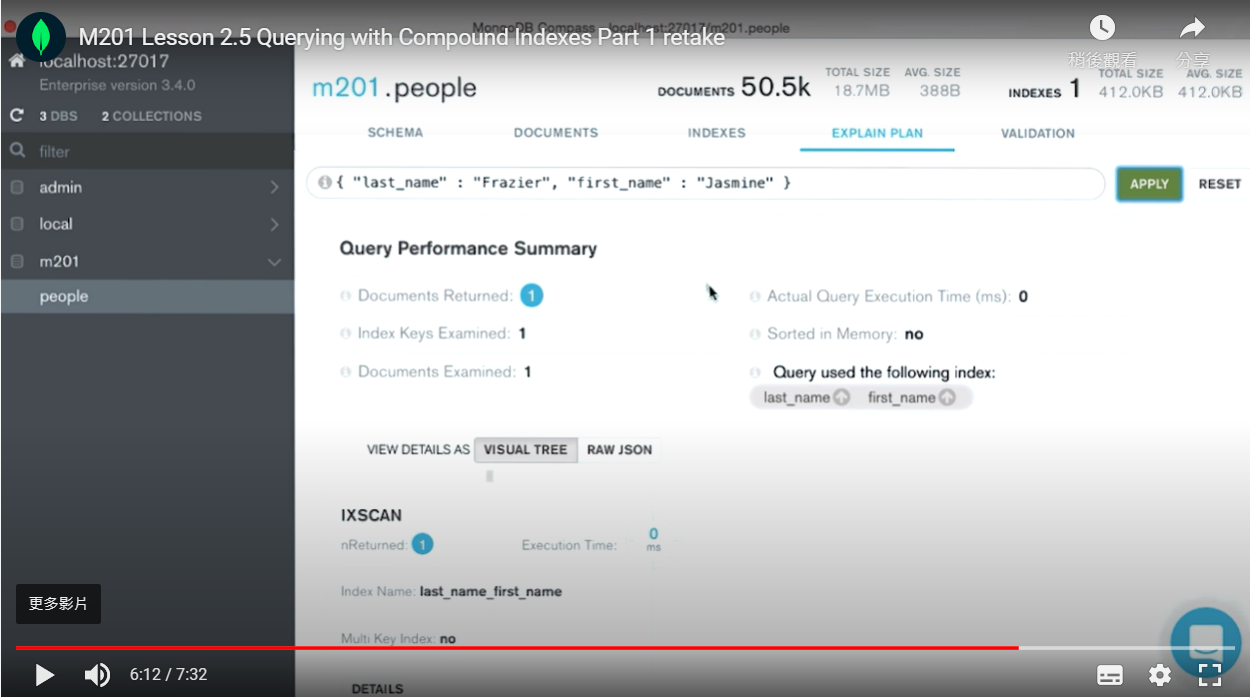 MongoDB Compass - localhost:27017/m201.people
M201 Lesson 2.5 Querying with Compound Indexes Part 1 retake
稍後觀看
分享
localhost:27017
Enterprise version 3.4.0
3 DBS 2 COLLECTIONS
filter
admin
local
m201
people
m201.people
DOCUMENTS 50.5k
TOTAL SIZE AVG. SIZE
18.7MB 388B
INDEXES 1
TOTAL SIZE AVG. SIZE
412.0KB 412.0KB
SCHEMA DOCUMENTS INDEXES EXPLAIN PLAN VALIDATION
{ "last_name" : "Frazier", "first_name" : "Jasmine" }
APPLY RESET
Query Performance Summary
Documents Returned: 1
Index Keys Examined: 1
Documents Examined: 1
Actual Query Execution Time (ms): 0
Sorted in Memory: no
Query used the following index:
last_name first_name
VIEW DETAILS AS VISUAL TREE RAW JSON
IXSCAN
nReturned: 1 Execution Time: 0 ms
Index Name: last_name_first_name
Multi Key Index: no
DETAILS
更多影片
6:12 / 7:32